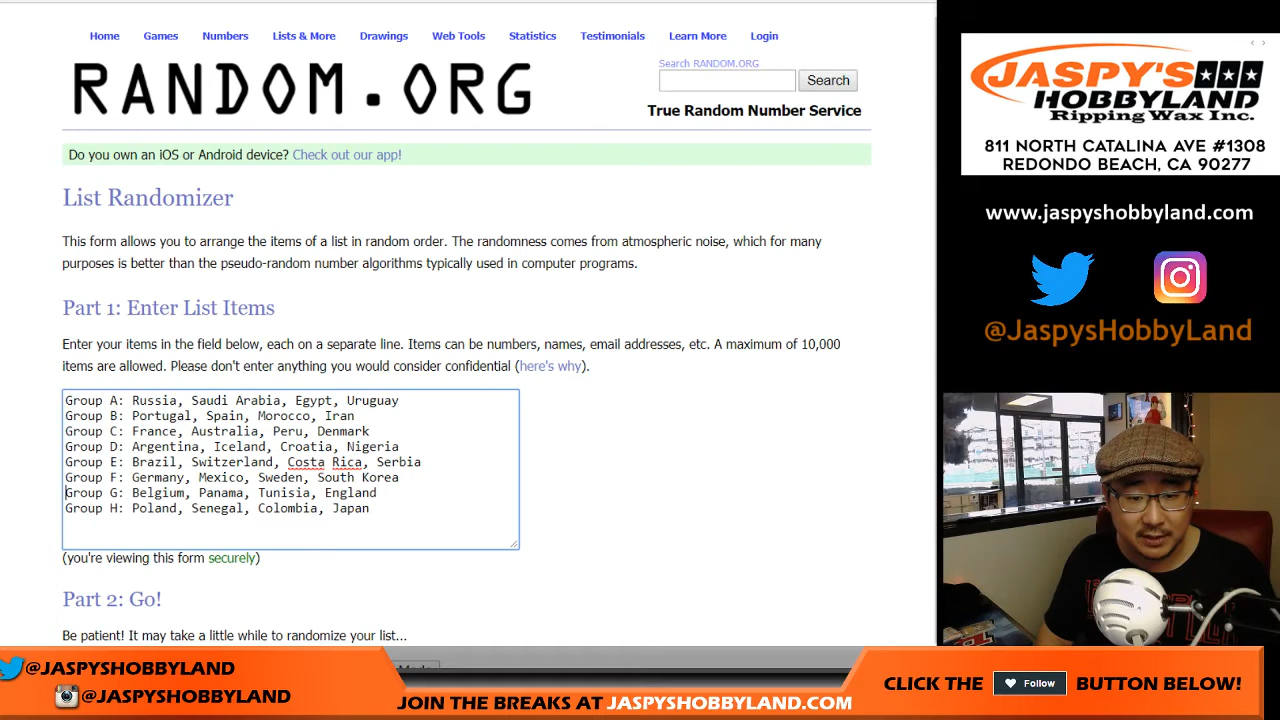 Home Games Numbers Lists & More Drawings Web Tools Statistics Testimonials Learn More Login
RANDOM.ORG
Search RANDOM.ORG
Search
True Random Number Service
Do you own an iOS or Android device? Check out our app!
List Randomizer
This form allows you to arrange the items of a list in random order. The randomness comes from atmospheric noise, which for many
purposes is better than the pseudo-random number algorithms typically used in computer programs.
Part 1: Enter List Items
Enter your items in the field below, each on a separate line. Items can be numbers, names, email addresses, etc. A maximum of 10,000
items are allowed. Please don't enter anything you would consider confidential (here's why).
Group A: Russia, Saudi Arabia, Egypt, Uruguay
Group B: Portugal, Spain, Morocco, Iran
Group C: France, Australia, Peru, Denmark
Group D: Argentina, Iceland, Croatia, Nigeria
Group E: Brazil, Switzerland, Costa Rica, Serbia
Group F: Germany, Mexico, Sweden, South Korea
Group G: Belgium, Panama, Tunisia, England
Group H: Poland, Senegal, Colombia, Japan
(you're viewing this form securely)
Part 2: Go!
Be patient! It may take a little while to randomize your list...
JASPY'S
HOBBYLAND
Ripping Wax Inc.
811 NORTH CATALINA AVE #1308
REDONDO BEACH, CA 90277
www.jaspyshobbyland.com
@JaspysHobbyLand
@JASPYSHOBBYLAND
@JASPYSHOBBYLAND
JOIN THE BREAKS AT JASPYSHOBBYLAND.COM
CLICK THE Follow BUTTON BELOW!